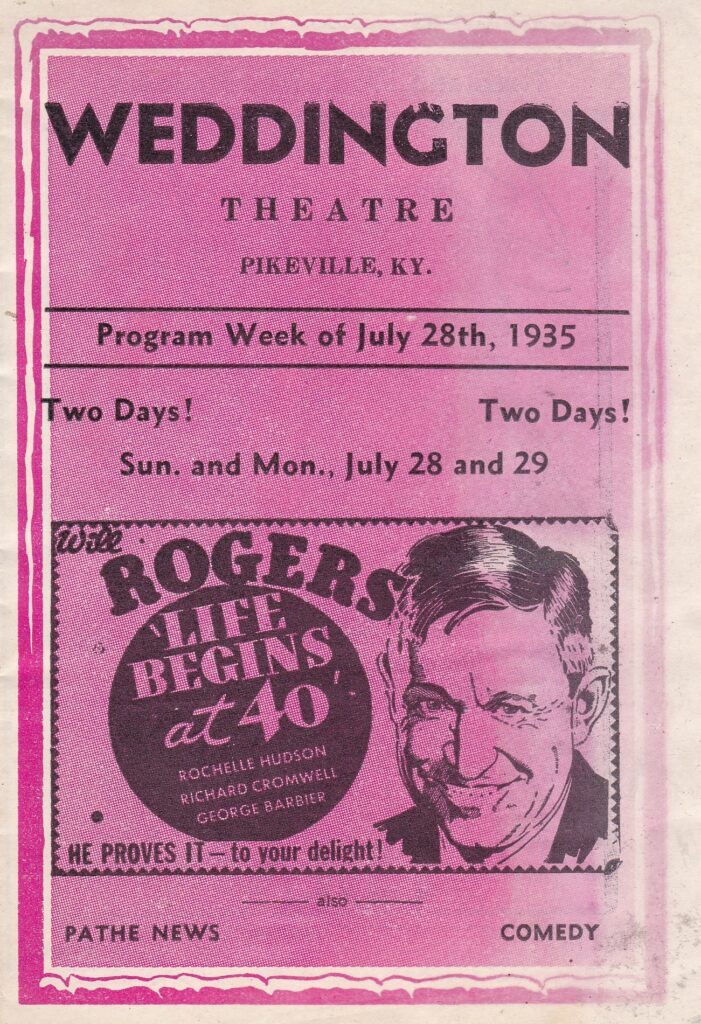 WEDDINGTON
THEATRE
PIKEVILLE, KY.
Program Week of July 28th, 1935
Two Days! Two Days!
Sun. and Mon., July 28 and 29
Will
ROGERS
'LIFE
BEGINS
at 40'
ROCHELLE HUDSON
RICHARD CROMWELL
GEORGE BARBIER
HE PROVES IT — to your delight!
also
PATHE NEWS COMEDY